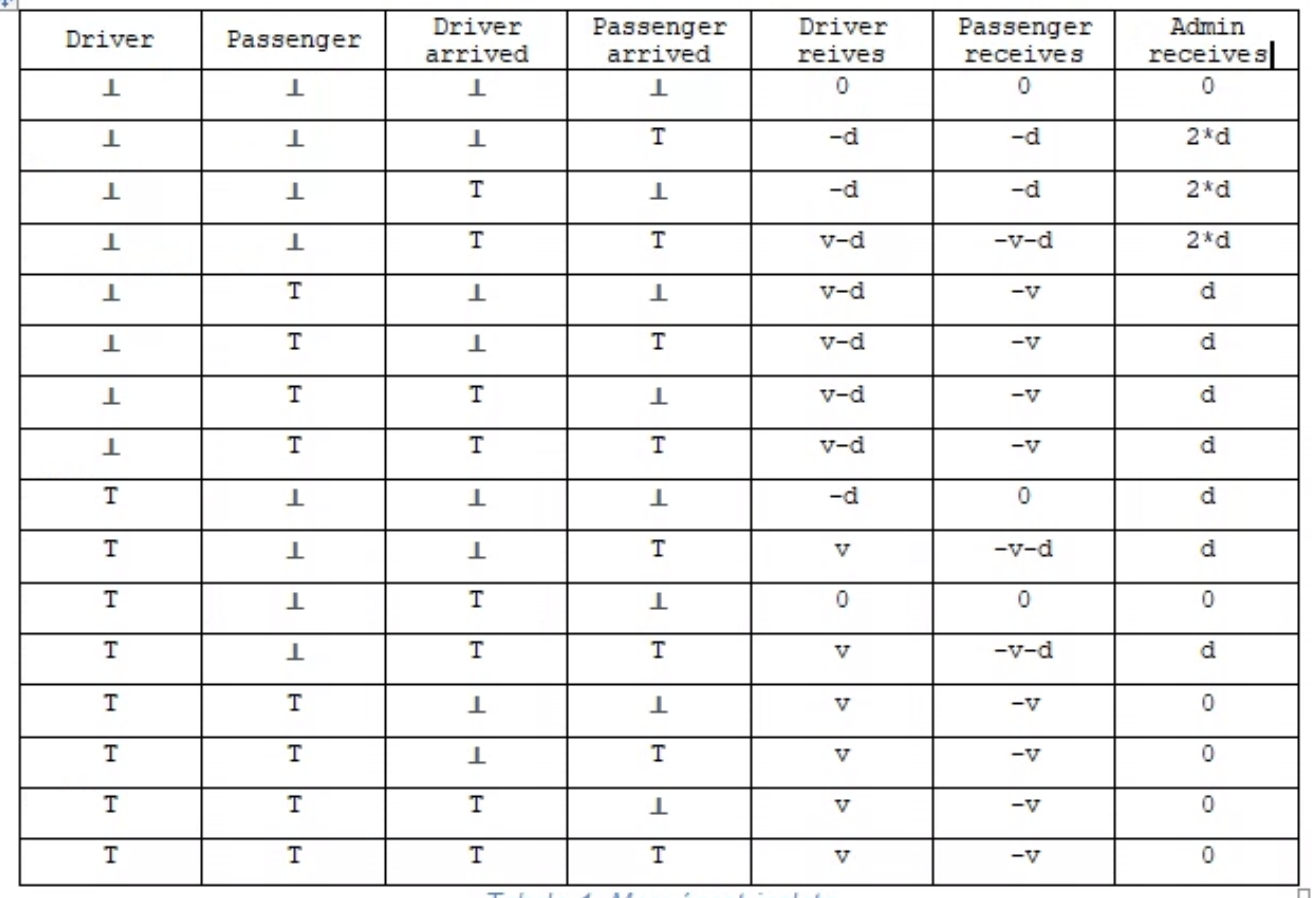 Driver Passenger Driver arrived Passenger arrived Driver reives Passenger receives Admin receives
⊥ ⊥ ⊥ ⊥ 0 0 0
⊥ ⊥ ⊥ T -d -d 2*d
⊥ ⊥ T ⊥ -d -d 2*d
⊥ ⊥ T T v-d -v-d 2*d
⊥ T ⊥ ⊥ v-d -v d
⊥ T ⊥ T v-d -v d
⊥ T T ⊥ v-d -v d
⊥ T T T v-d -v d
T ⊥ ⊥ ⊥ -d 0 d
T ⊥ ⊥ T v -v-d d
T ⊥ T ⊥ 0 0 0
T ⊥ T T v -v-d d
T T ⊥ ⊥ v -v 0
T T ⊥ T v -v 0
T T T ⊥ v -v 0
T T T T v -v 0